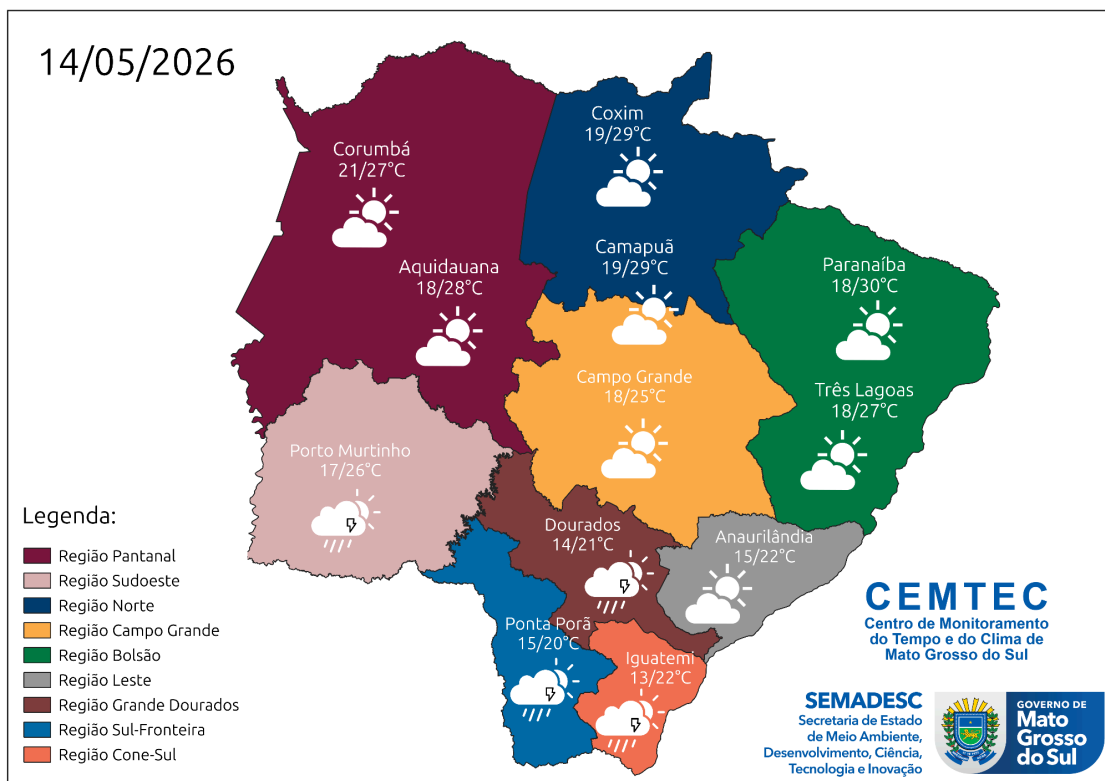 14/05/2026
Coxim
19/29°C
Corumbá
21/27°C
Camapuã
19/29°C
Aquidauana
18/28°C
Paranaíba
18/30°C
Campo Grande
18/25°C
Três Lagoas
18/27°C
Porto Murtinho
17/26°C
Dourados
14/21°C
Anaurilândia
15/22°C
Ponta Porã
15/20°C
Iguatemi
13/22°C
Legenda:
Região Pantanal
Região Sudoeste
Região Norte
Região Campo Grande
Região Bolsão
Região Leste
Região Grande Dourados
Região Sul-Fronteira
Região Cone-Sul
CEMTEC
Centro de Monitoramento
do Tempo e do Clima de
Mato Grosso do Sul
SEMADESC
Secretaria de Estado
de Meio Ambiente,
Desenvolvimento, Ciência,
Tecnologia e Inovação
GOVERNO DE
Mato
Grosso
do Sul